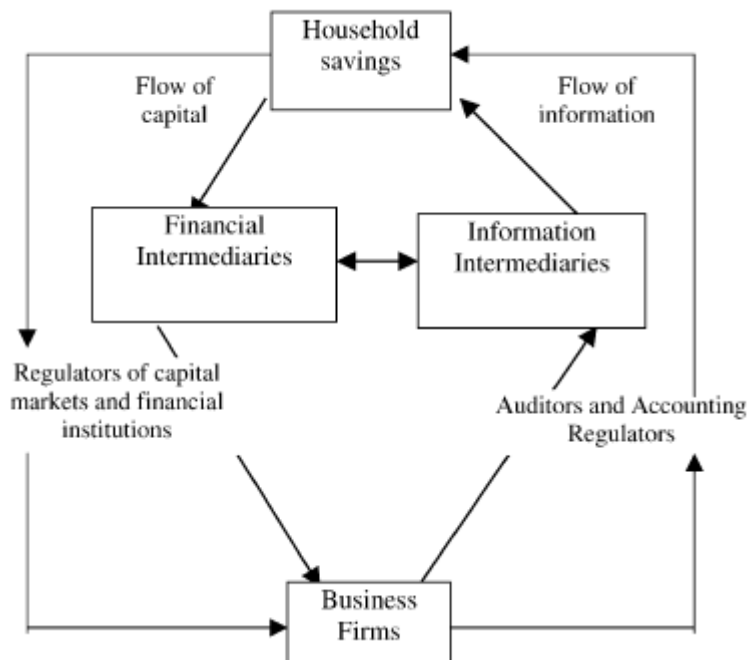 Household
savings
Flow of
capital
Flow of
information
Financial
Intermediaries
Information
Intermediaries
Regulators of capital
markets and financial
institutions
Auditors and Accounting
Regulators
Business
Firms